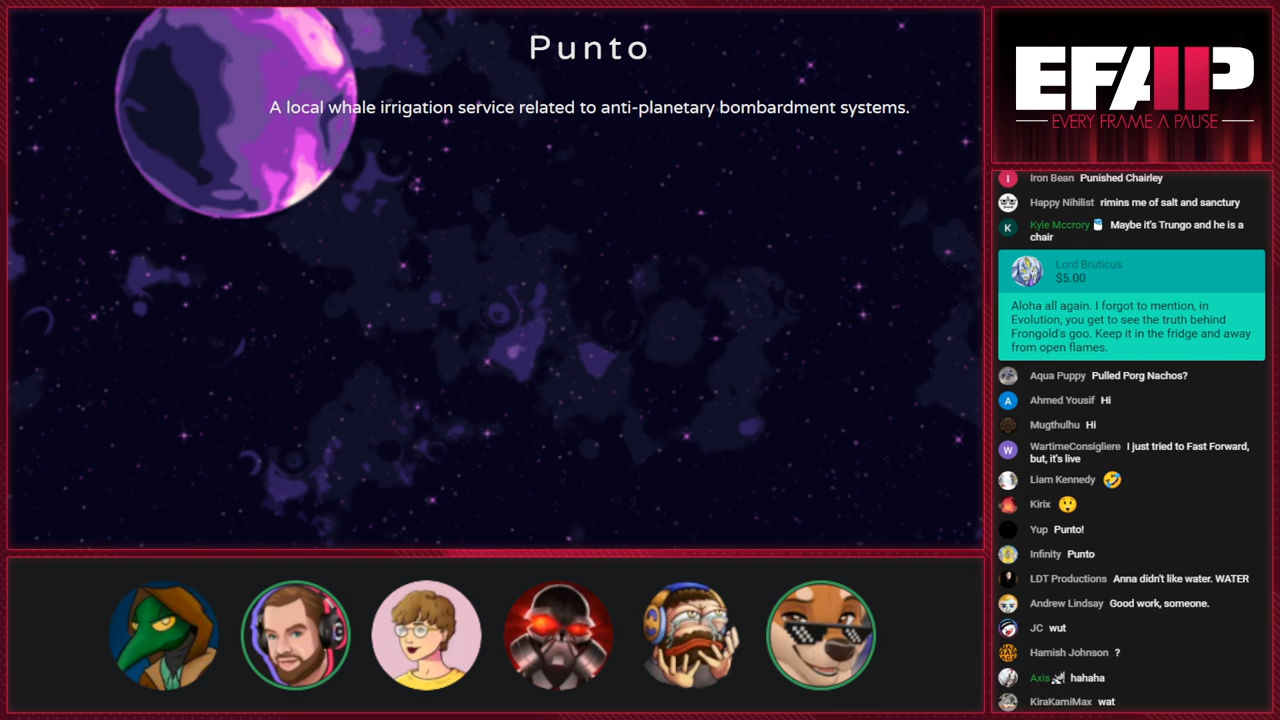 Punto
A local whale irrigation service related to anti-planetary bombardment systems.
EFAP
EVERY FRAME A PAUSE
I Iron Bean Punished Chairley
Happy Nihilist rimins me of salt and sanctury
K Kyle Mccrory Maybe it's Trungo and he is a
chair
Lord Bruticus
$5.00
Aloha all again. I forgot to mention, in
Evolution, you get to see the truth behind
Frongold's goo. Keep it in the fridge and away
from open flames.
Aqua Puppy Pulled Porg Nachos?
A Ahmed Yousif Hi
Mugthulhu Hi
W WartimeConsigliere I just tried to Fast Forward,
but, it's live
Liam Kennedy 🤣
Kirix 😲
Yup Punto!
Infinity Punto
LDT Productions Anna didn't like water. WATER
Andrew Lindsay Good work, someone.
JC wut
Hamish Johnson ?
Axis hahaha
KiraKamiMax wat